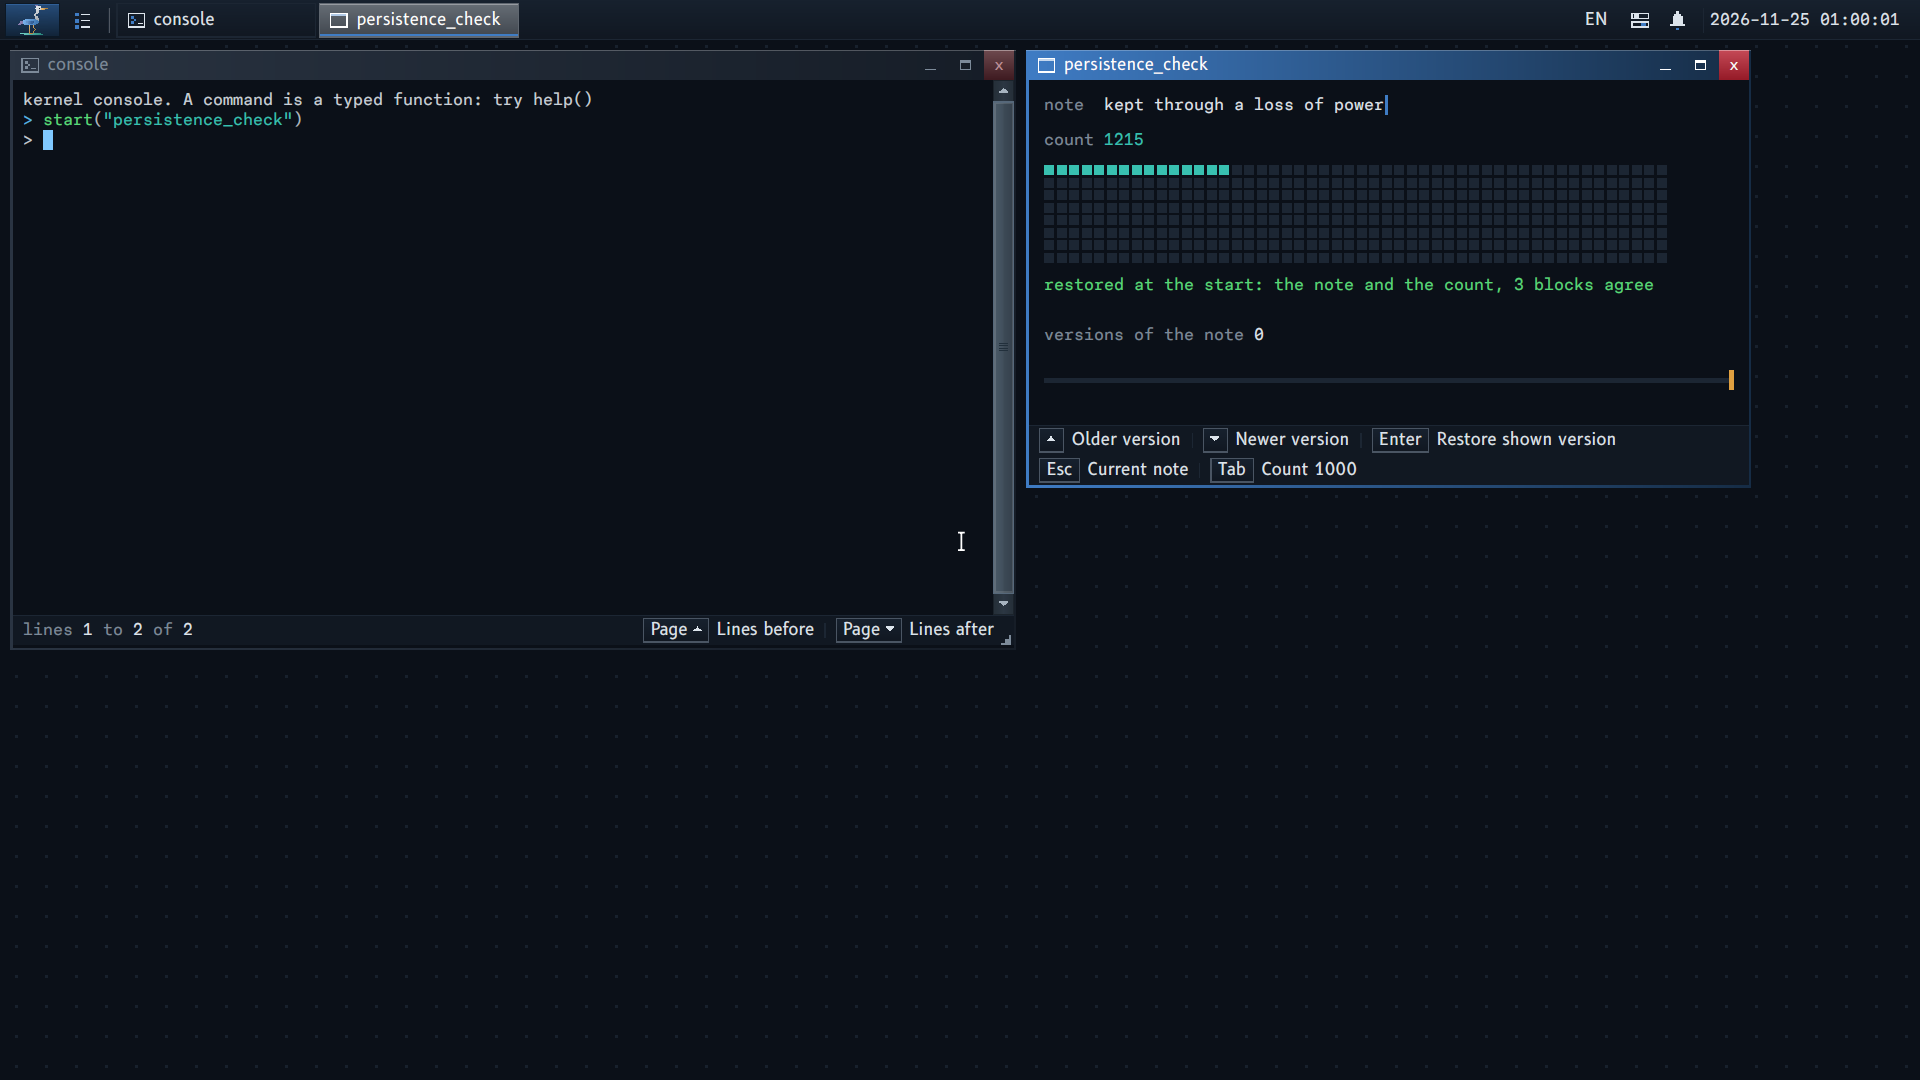 console
persistence_check
EN
2026-11-25 01:00:01
console
x
kernel console. A command is a typed function: try help()
> start("persistence_check")
>
lines 1 to 2 of 2
Page Lines before
Page Lines after
persistence_check
x
note kept through a loss of power
count 1215
restored at the start: the note and the count, 3 blocks agree
versions of the note 0
Older version
Newer version
Enter Restore shown version
Esc Current note
Tab Count 1000